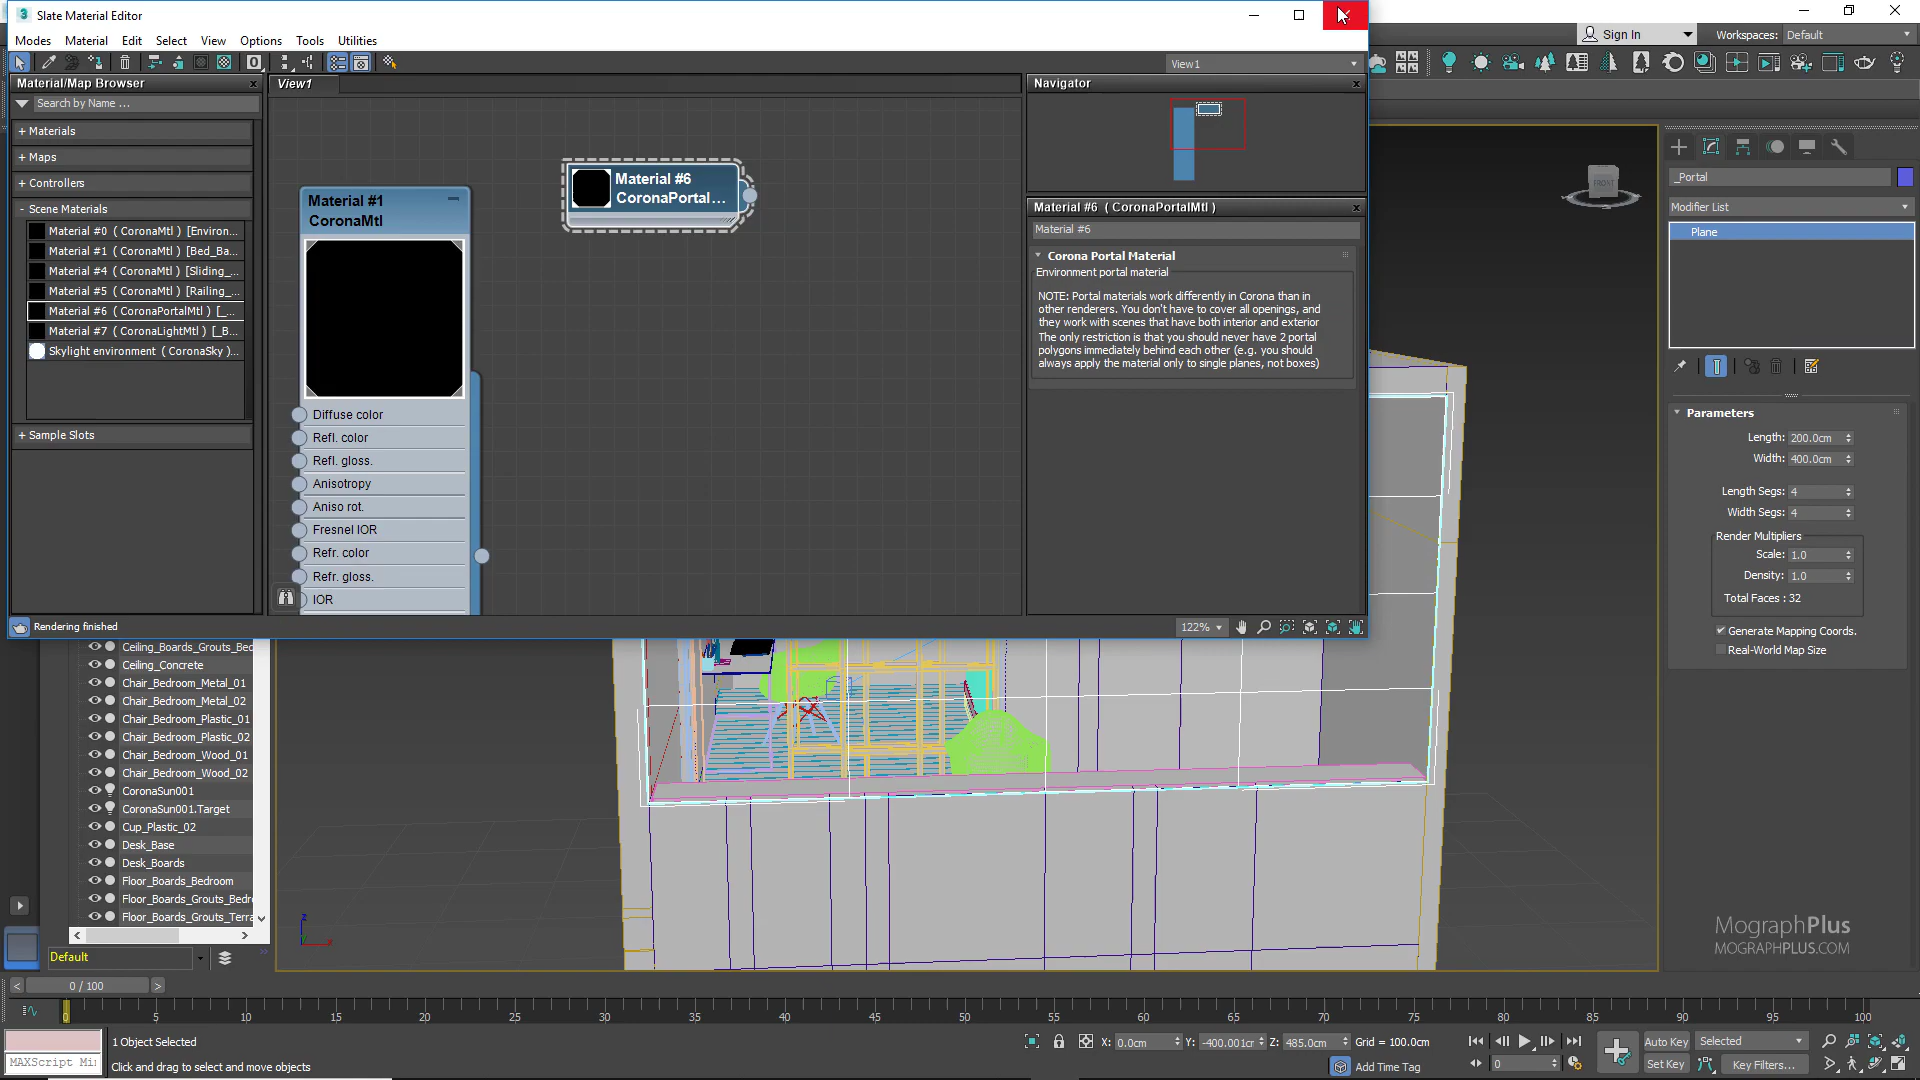 Slate Material Editor
Modes Material Edit Select View Options Tools Utilities
Sign In
Workspaces: Default
View1
Material/Map Browser
Search by Name ...
+ Materials
+ Maps
+ Controllers
- Scene Materials
Material #0 ( CoronaMtl ) [Environ...
Material #1 ( CoronaMtl ) [Bed_Ba...
Material #4 ( CoronaMtl ) [Sliding_...
Material #5 ( CoronaMtl ) [Railing_...
Material #6 ( CoronaPortalMtl ) [_...
Material #7 ( CoronaLightMtl ) [_B...
Skylight environment ( CoronaSky )...
+ Sample Slots
View1
Material #1
CoronaMtl
Diffuse color
Refl. color
Refl. gloss.
Anisotropy
Aniso rot.
Fresnel IOR
Refr. color
Refr. gloss.
IOR
Material #6
CoronaPortal...
Navigator
Material #6 ( CoronaPortalMtl )
Material #6
Corona Portal Material
Environment portal material
NOTE: Portal materials work differently in Corona than in
other renderers. You don't have to cover all openings, and
they work with scenes that have both interior and exterior
The only restriction is that you should never have 2 portal
polygons immediately behind each other (e.g. you should
always apply the material only to single planes, not boxes)
Rendering finished
122%
FRONT
_Portal
Modifier List
Plane
Parameters
Length: 200.0cm
Width: 400.0cm
Length Segs: 4
Width Segs: 4
Render Multipliers
Scale: 1.0
Density: 1.0
Total Faces : 32
Generate Mapping Coords.
Real-World Map Size
Ceiling_Boards_Grouts_Bed
Ceiling_Concrete
Chair_Bedroom_Metal_01
Chair_Bedroom_Metal_02
Chair_Bedroom_Plastic_01
Chair_Bedroom_Plastic_02
Chair_Bedroom_Wood_01
Chair_Bedroom_Wood_02
CoronaSun001
CoronaSun001.Target
Cup_Plastic_02
Desk_Base
Desk_Boards
Floor_Boards_Bedroom
Floor_Boards_Grouts_Bedr
Floor_Boards_Grouts_Terra
Default
z
x
MographPlus
MOGRAPHPLUS.COM
< 0 / 100 >
0 5 10 15 20 25 30 35 40 45 50 55 60 65 70 75 80 85 90 95 100
1 Object Selected
X: 0.0cm Y: -400.001cm Z: 485.0cm Grid = 100.0cm
Auto Key Selected
MAXScript Mi
Click and drag to select and move objects
Add Time Tag
0
Set Key Key Filters...